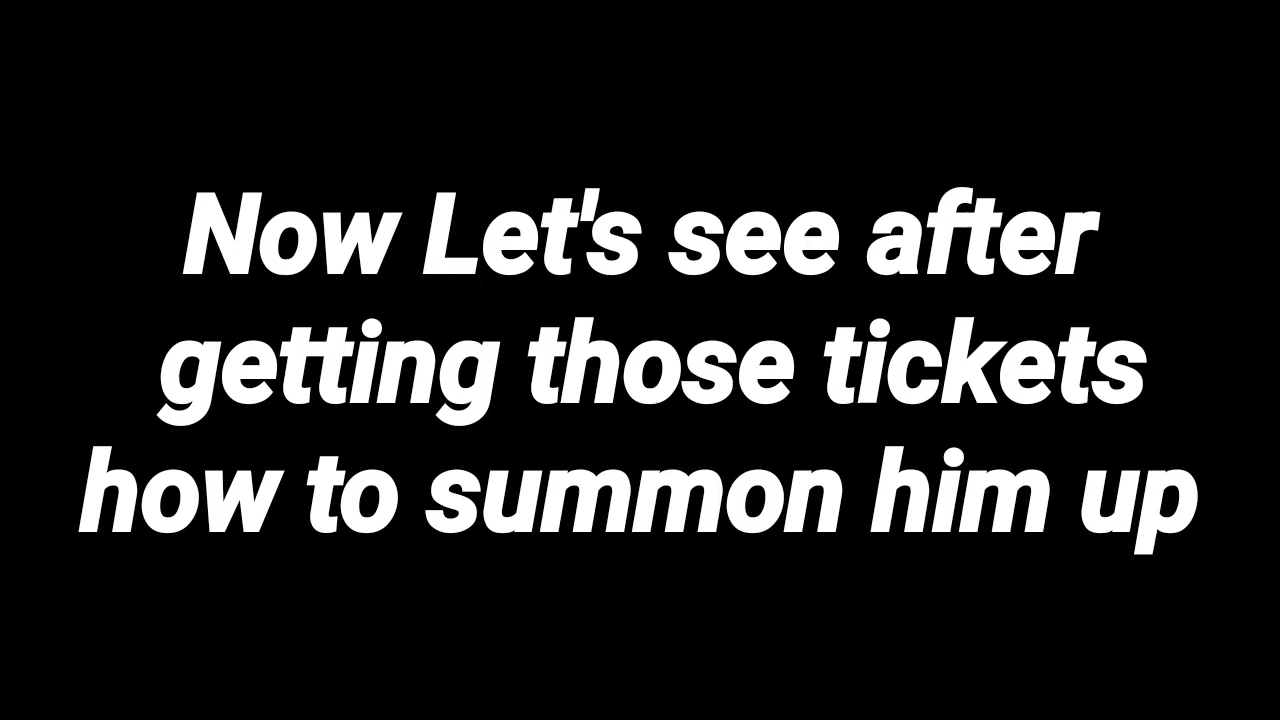 Now Let's see after
getting those tickets
how to summon him up